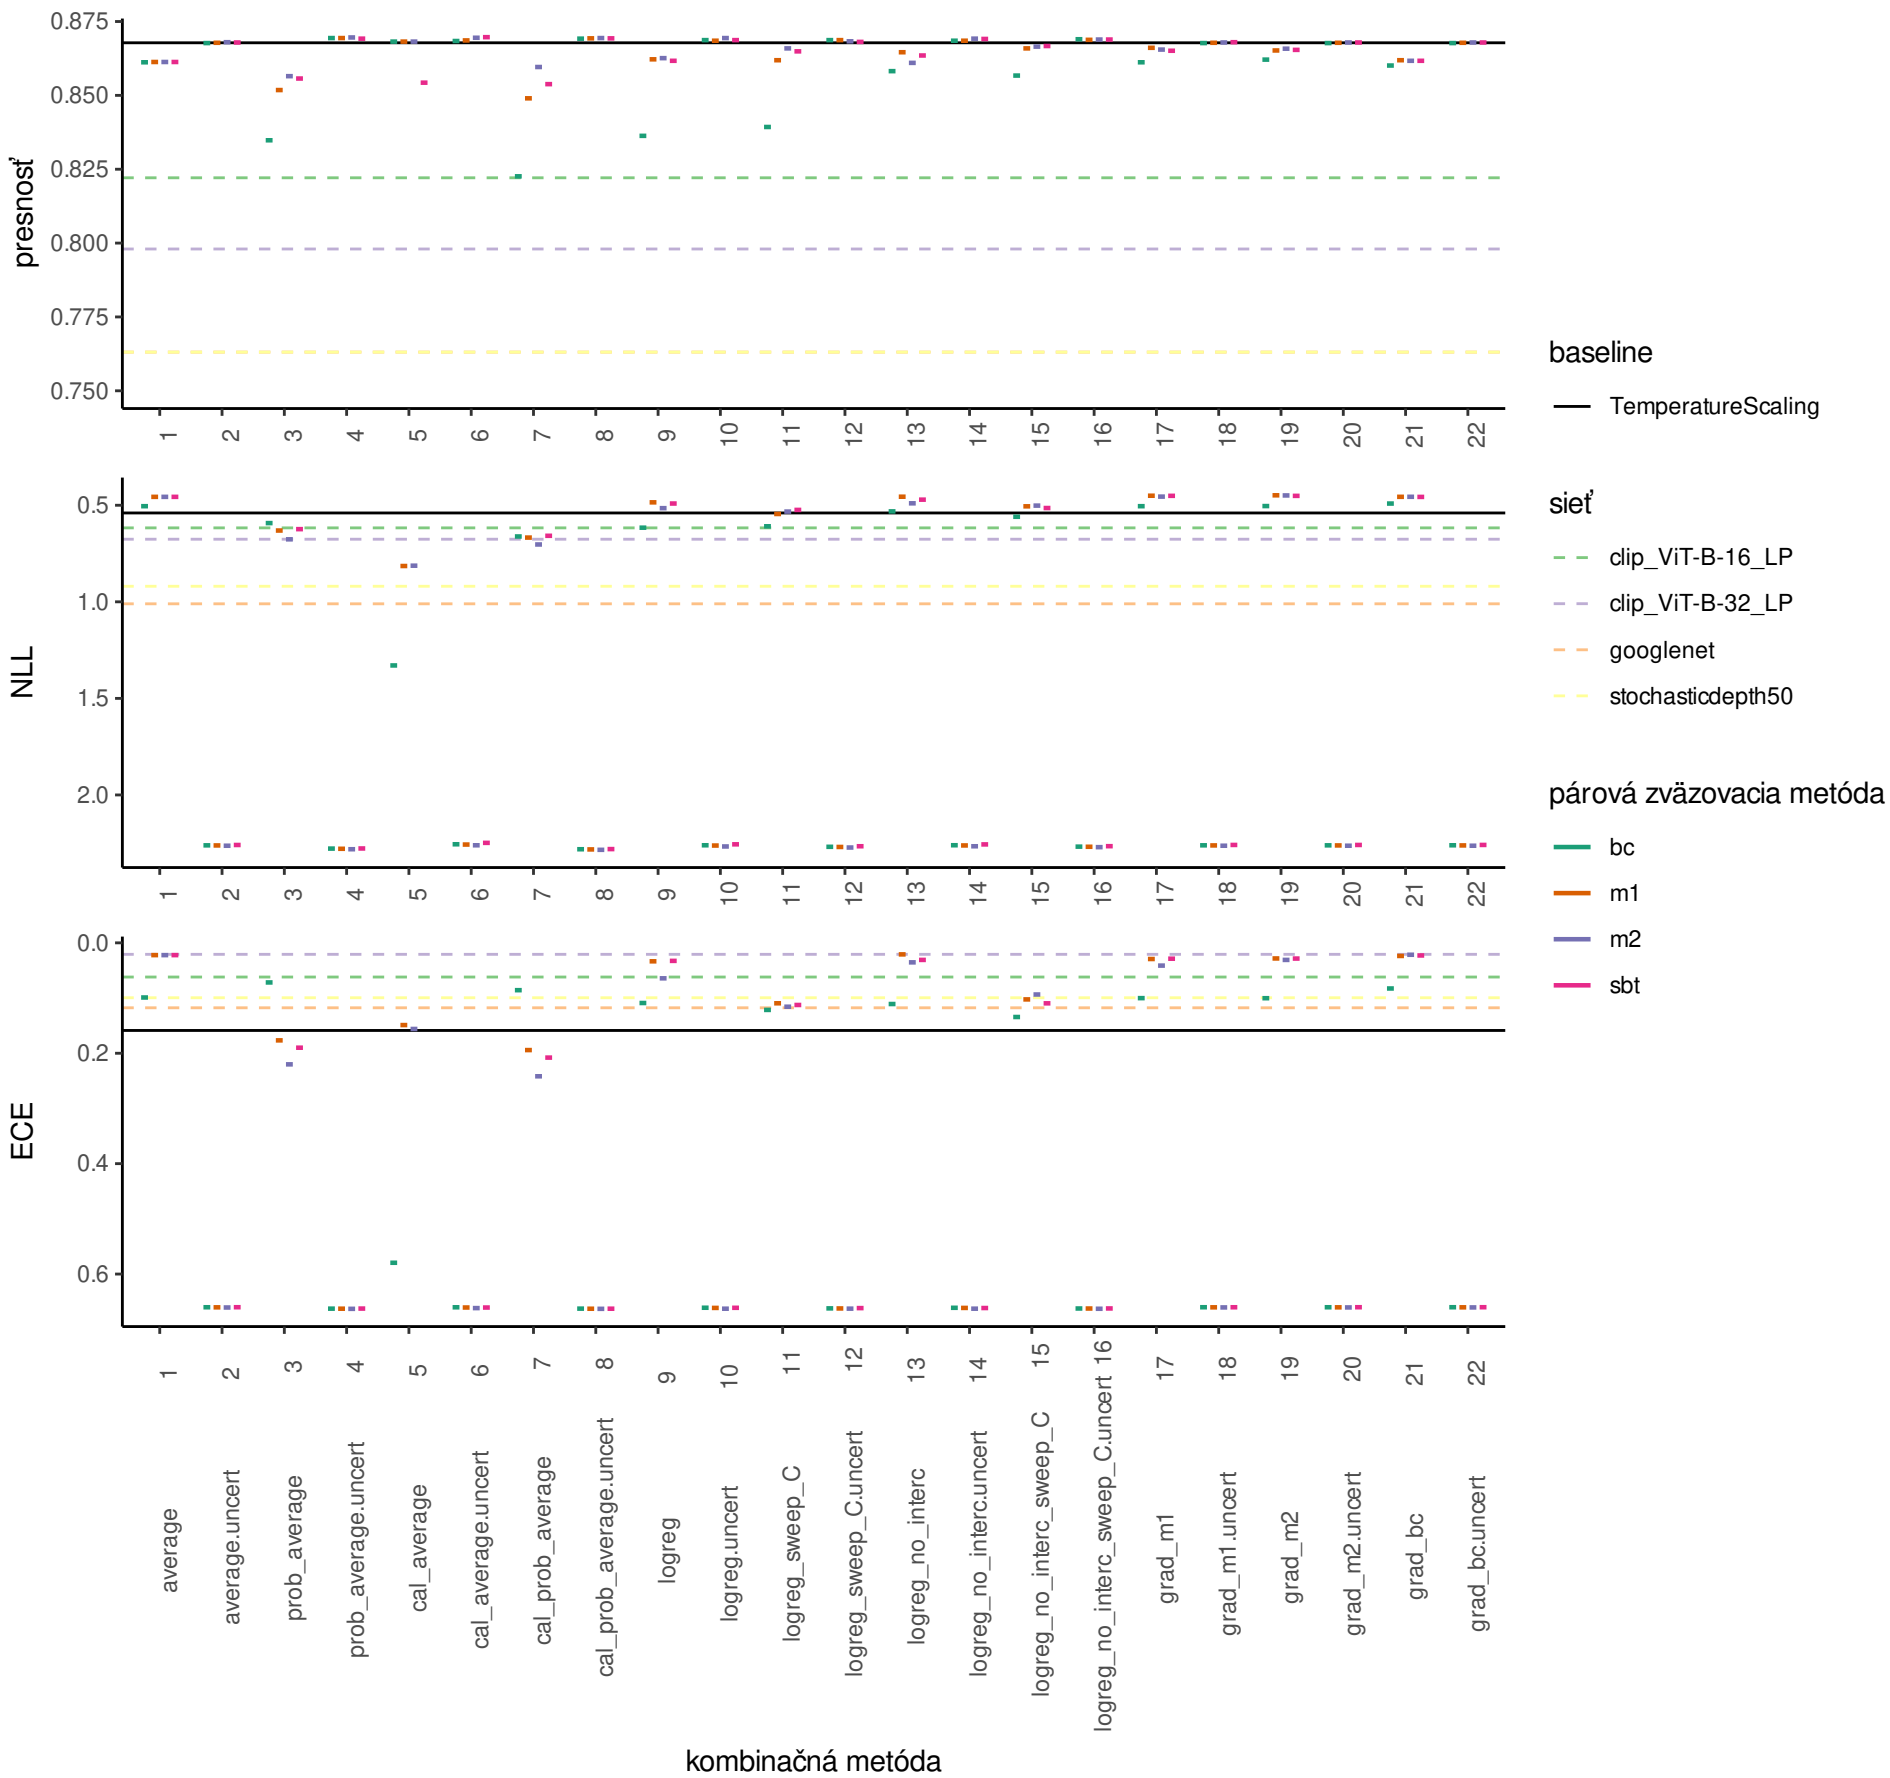 presnosť
0.875
0.850
0.825
0.800
0.775
0.750
1 2 3 4 5 6 7 8 9 10 11 12 13 14 15 16 17 18 19 20 21 22
NLL
0.5
1.0
1.5
2.0
1 2 3 4 5 6 7 8 9 10 11 12 13 14 15 16 17 18 19 20 21 22
ECE
0.0
0.2
0.4
0.6
average 1
average.uncert 2
prob_average 3
prob_average.uncert 4
cal_average 5
cal_average.uncert 6
cal_prob_average 7
cal_prob_average.uncert 8
logreg 9
logreg.uncert 10
logreg_sweep_C 11
logreg_sweep_C.uncert 12
logreg_no_interc 13
logreg_no_interc.uncert 14
logreg_no_interc_sweep_C 15
logreg_no_interc_sweep_C.uncert 16
grad_m1 17
grad_m1.uncert 18
grad_m2 19
grad_m2.uncert 20
grad_bc 21
grad_bc.uncert 22
kombinačná metóda
baseline
TemperatureScaling
sieť
clip_ViT-B-16_LP
clip_ViT-B-32_LP
googlenet
stochasticdepth50
párová zväzovacia metóda
bc
m1
m2
sbt